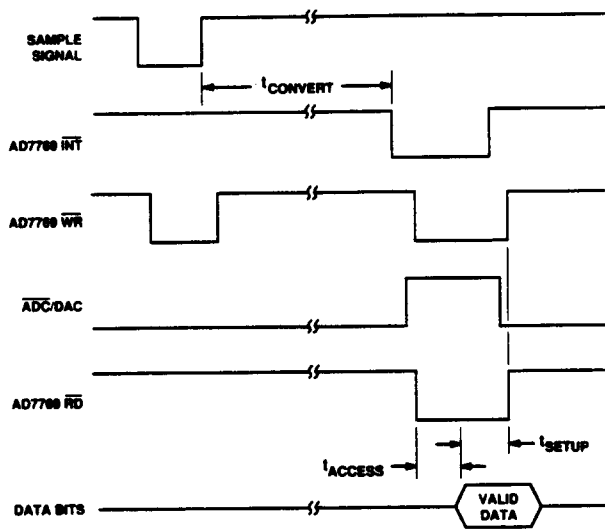 SAMPLE
SIGNAL
tCONVERT
AD7769 INT
AD7769 WR
ADC/DAC
AD7769 RD
tSETUP
tACCESS
DATA BITS
VALID
DATA